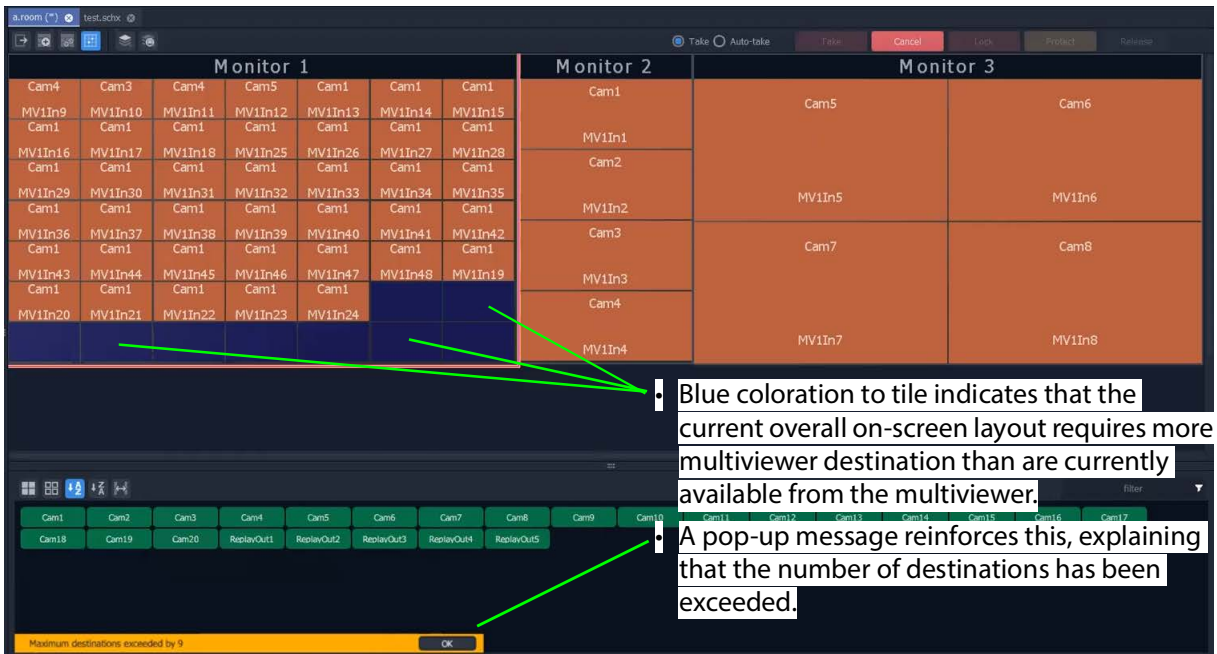 a.room (*) test.schx
Take Auto-take Take Cancel Lock Protect Release
Monitor 1 Monitor 2 Monitor 3
Cam4 Cam3 Cam4 Cam5 Cam1 Cam1 Cam1
MV1In9 MV1In10 MV1In11 MV1In12 MV1In13 MV1In14 MV1In15
Cam1 Cam1 Cam1 Cam1 Cam1 Cam1 Cam1
MV1In16 MV1In17 MV1In18 MV1In25 MV1In26 MV1In27 MV1In28
Cam1 Cam1 Cam1 Cam1 Cam1 Cam1 Cam1
MV1In29 MV1In30 MV1In31 MV1In32 MV1In33 MV1In34 MV1In35
Cam1 Cam1 Cam1 Cam1 Cam1 Cam1 Cam1
MV1In36 MV1In37 MV1In38 MV1In39 MV1In40 MV1In41 MV1In42
Cam1 Cam1 Cam1 Cam1 Cam1 Cam1 Cam1
MV1In43 MV1In44 MV1In45 MV1In46 MV1In47 MV1In48 MV1In19
Cam1 Cam1 Cam1 Cam1 Cam1
MV1In20 MV1In21 MV1In22 MV1In23 MV1In24
Cam1
MV1In1
Cam2
MV1In2
Cam3
MV1In3
Cam4
MV1In4
Cam5 Cam6
MV1In5 MV1In6
Cam7 Cam8
MV1In7 MV1In8
• Blue coloration to tile indicates that the
current overall on-screen layout requires more
multiviewer destination than are currently
available from the multiviewer.
filter
Cam1 Cam2 Cam3 Cam4 Cam5 Cam6 Cam7 Cam8 Cam9 Cam10 Cam11 Cam12 Cam13 Cam14 Cam15 Cam16 Cam17
Cam18 Cam19 Cam20 ReplayOut1 ReplayOut2 ReplayOut3 ReplayOut4 ReplayOut5
• A pop-up message reinforces this, explaining
that the number of destinations has been
exceeded.
Maximum destinations exceeded by 9 OK